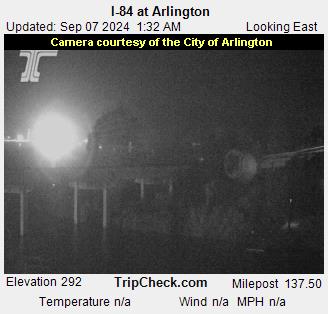 I-84 at Arlington
Updated: Sep 07 2024 1:32 AM Looking East
Camera courtesy of the City of Arlington
Elevation 292 TripCheck.com Milepost 137.50
Temperature n/a Wind n/a MPH n/a